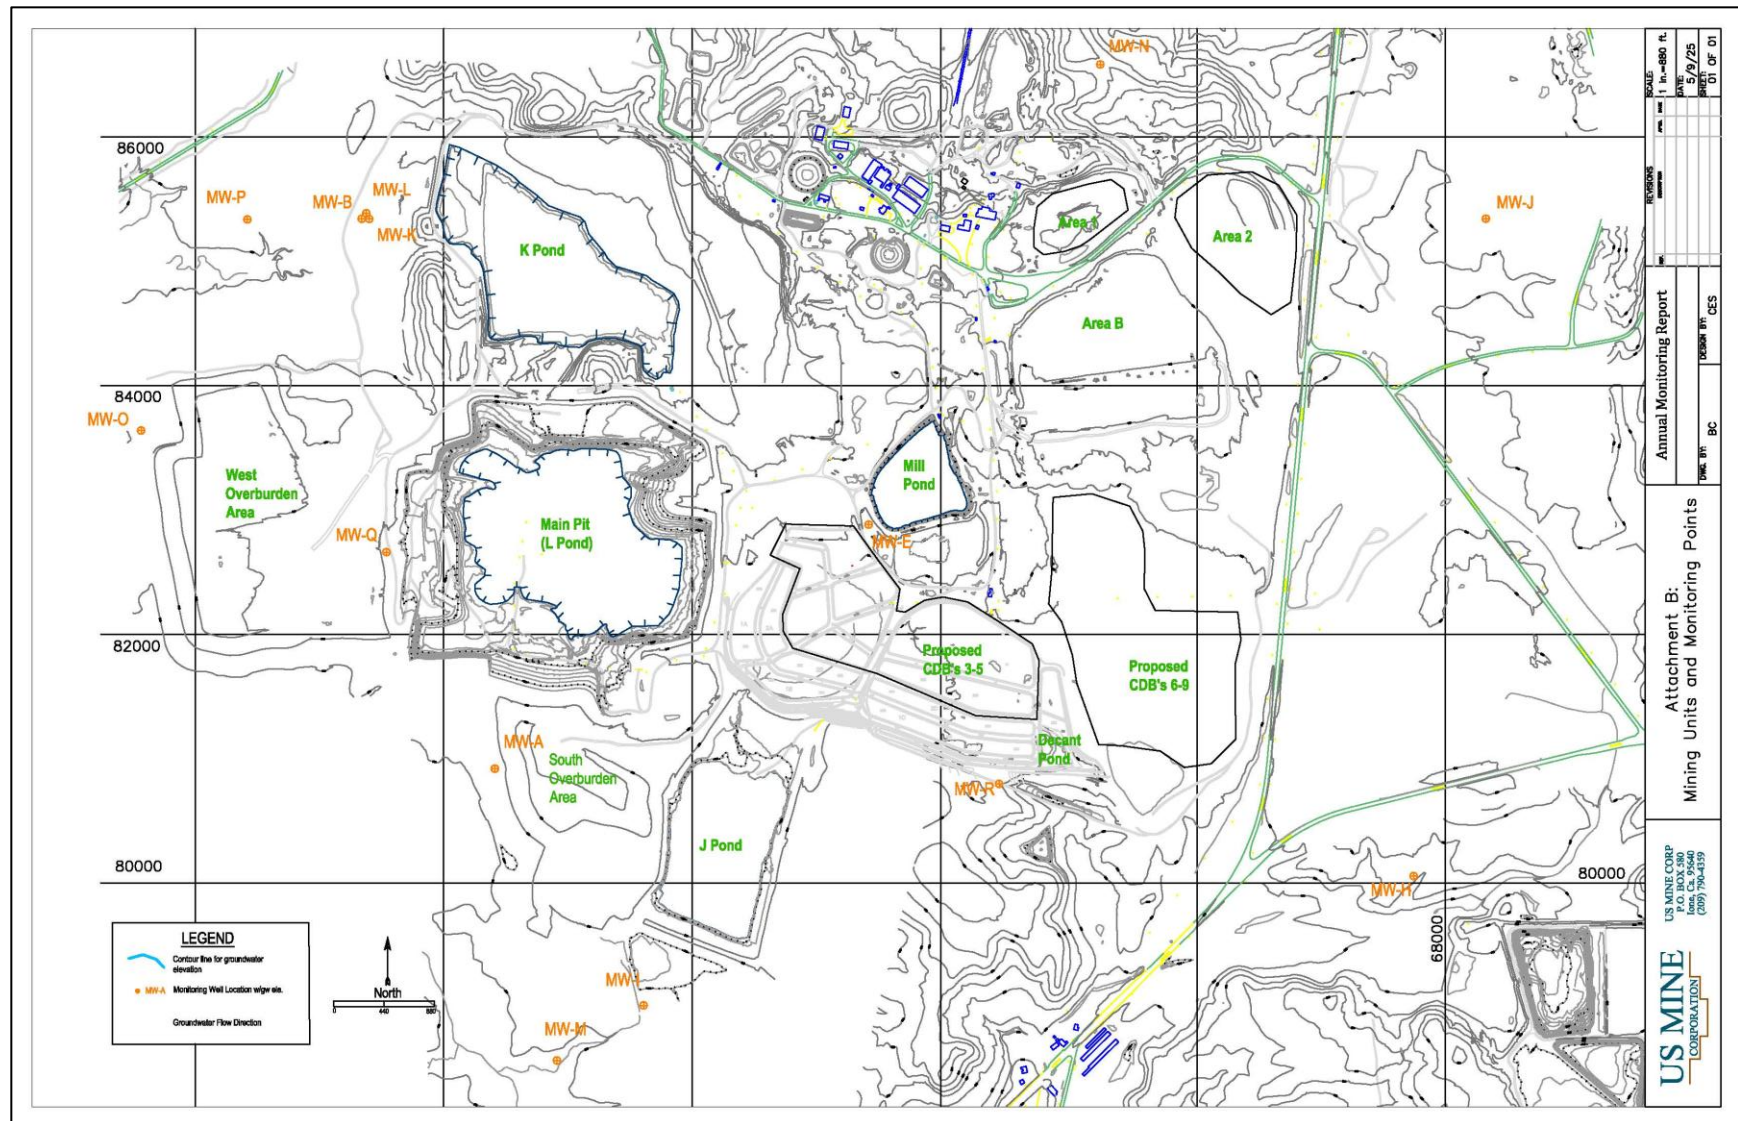 MW-N
86000
MW-P
MW-B
MW-L
MW-K
K Pond
Area 1
Area 2
MW-J
Area B
84000
MW-O
West
Overburden
Area
MW-Q
Main Pit
(L Pond)
Mill
Pond
MW-E
82000
Proposed
CDB's 3-5
Proposed
CDB's 6-9
MW-A
South
Overburden
Area
Decant
Pond
MW-R
J Pond
80000
80000
MW-H
68000
MW-I
MW-M
LEGEND
Contour line for groundwater
elevation
MW-A Monitoring Well Location w/gw ele.
Groundwater Flow Direction
North
0 440 880
REVISIONS
SCALE:
1 in.=880 ft.
DATE:
5/9/25
SHEET:
01 OF 01
Annual Monitoring Report
DWG. BY:
BC
DESIGN BY:
CES
Attachment B:
Mining Units and Monitoring Points
US MINE CORP
P.O. BOX 580
Ione, Ca. 95640
(209) 790-4359
US MINE
CORPORATION